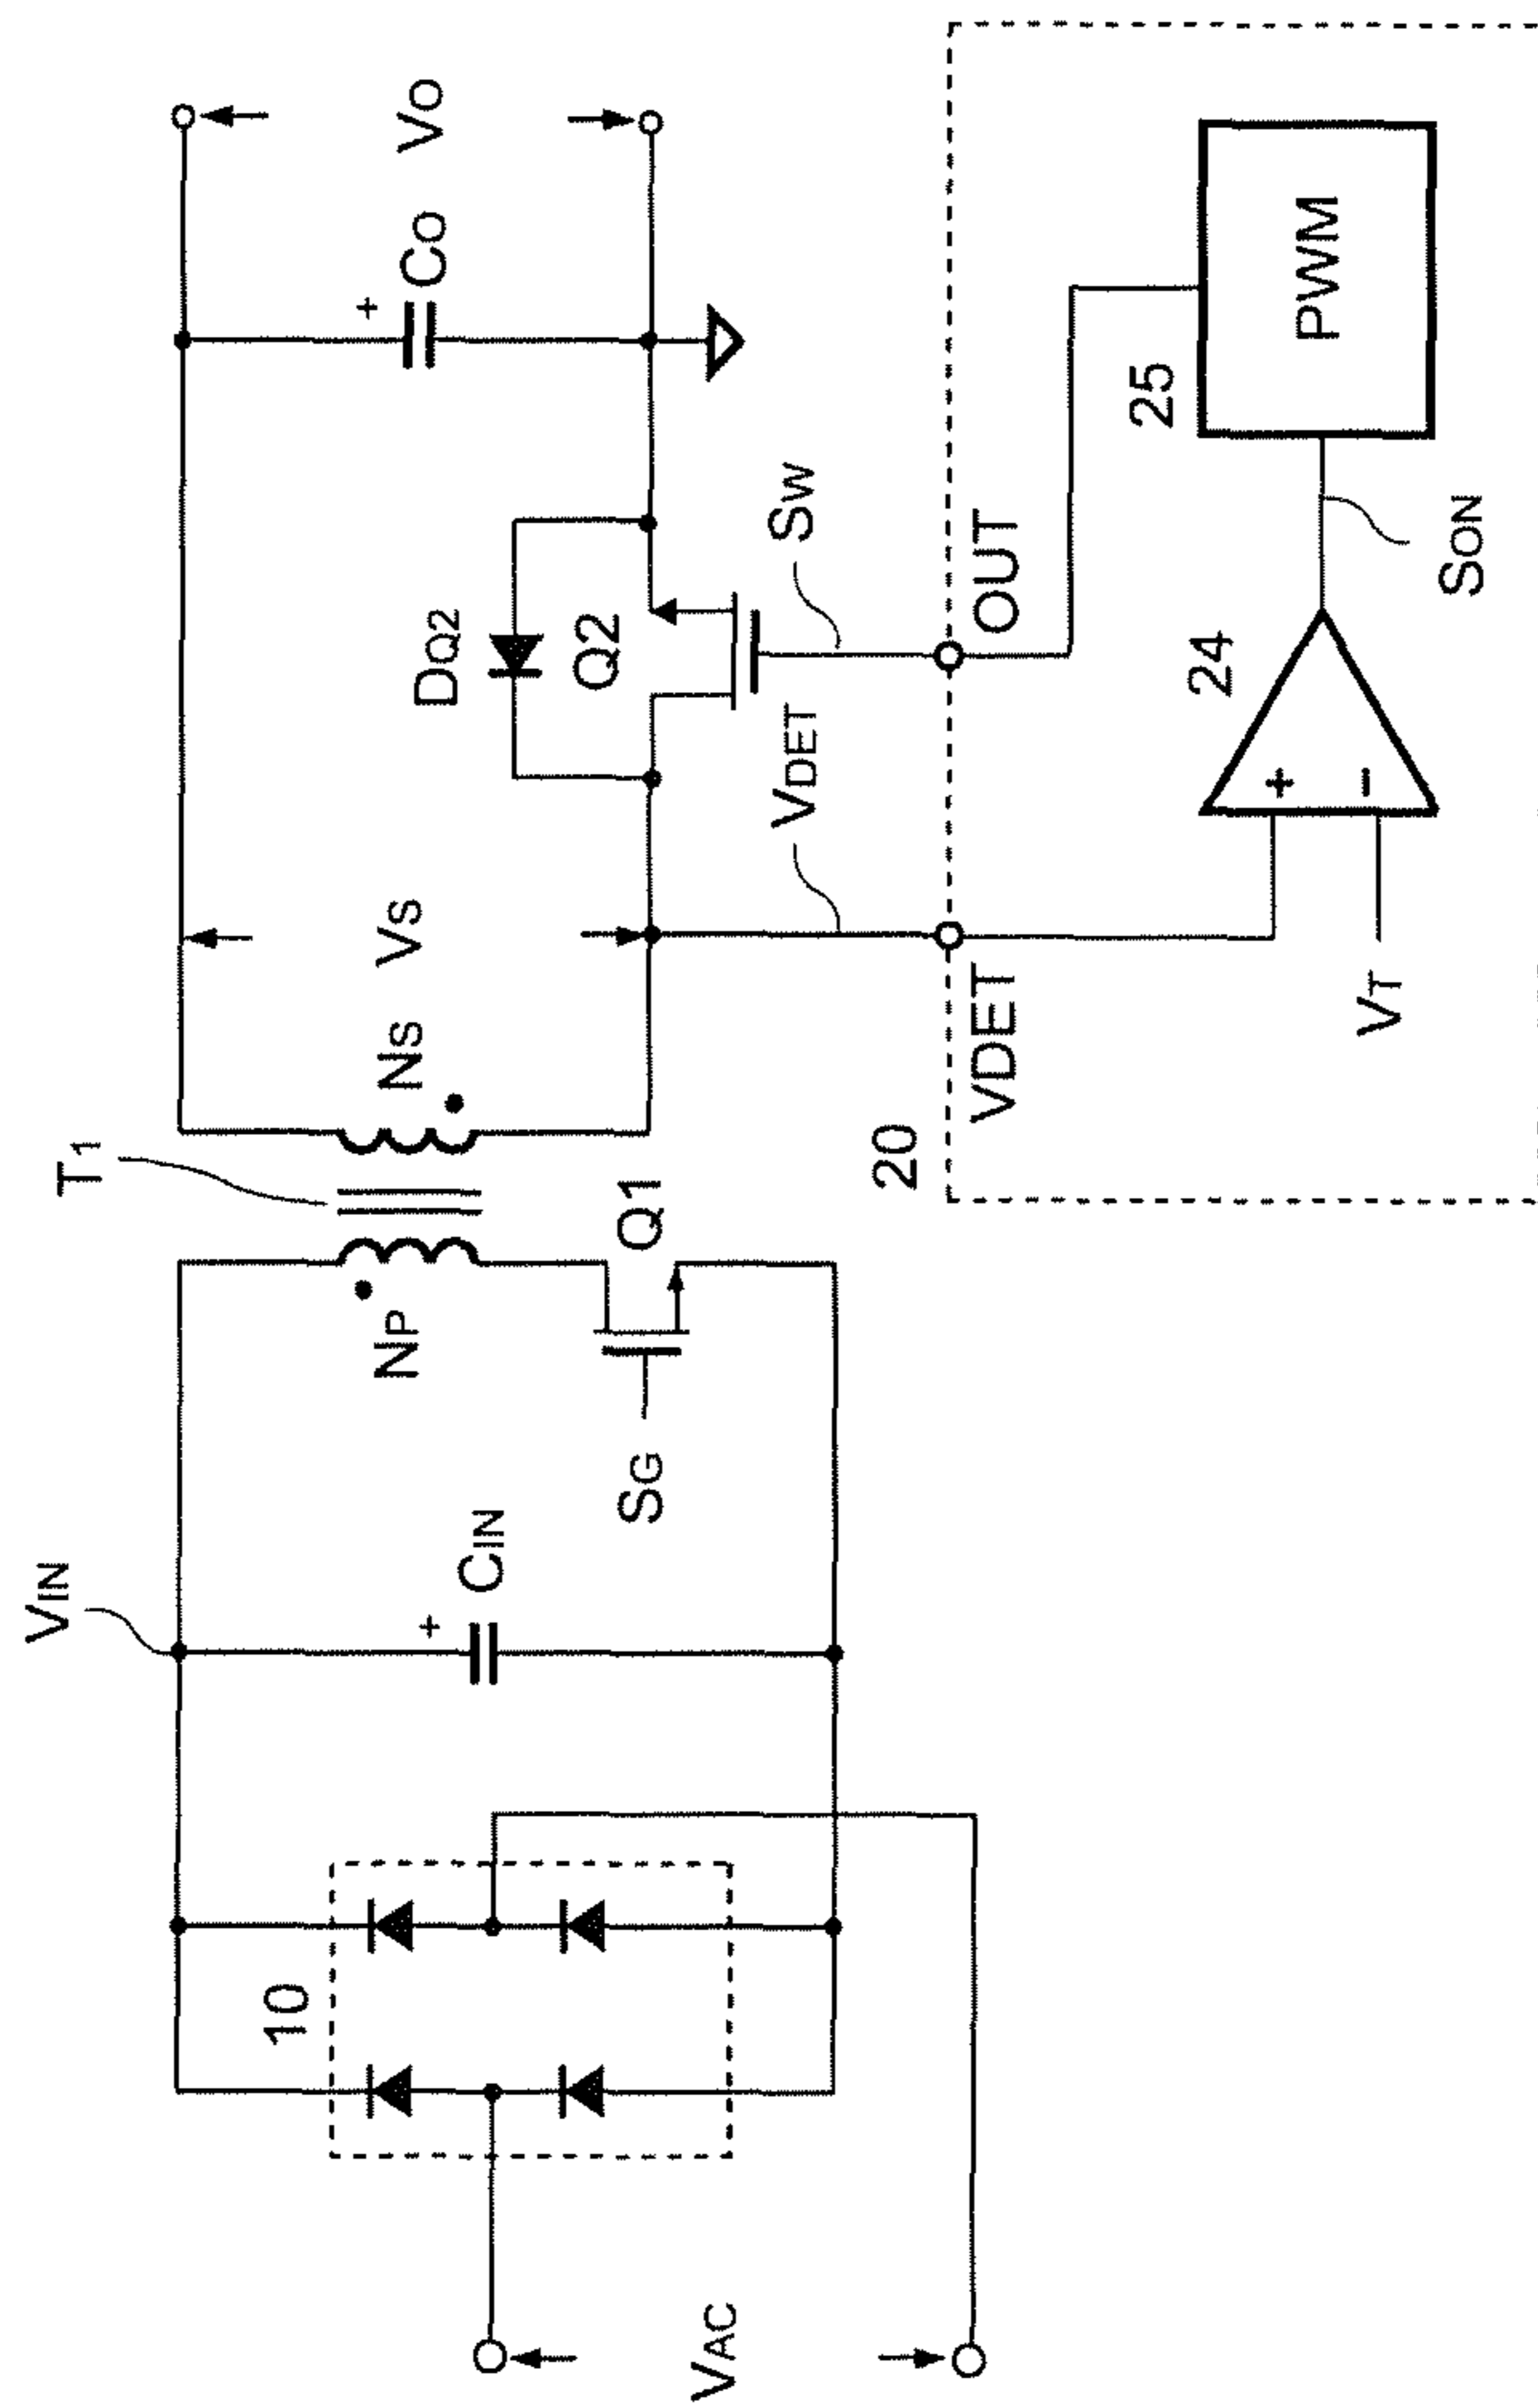 VIN
T1
10
+
CIN
NP
NS
VS
DQ2
Q2
+
CO
VO
SG
Q1
VAC
20
VDET
SW
VDET
OUT
24
25
+
−
VT
SON
PWM